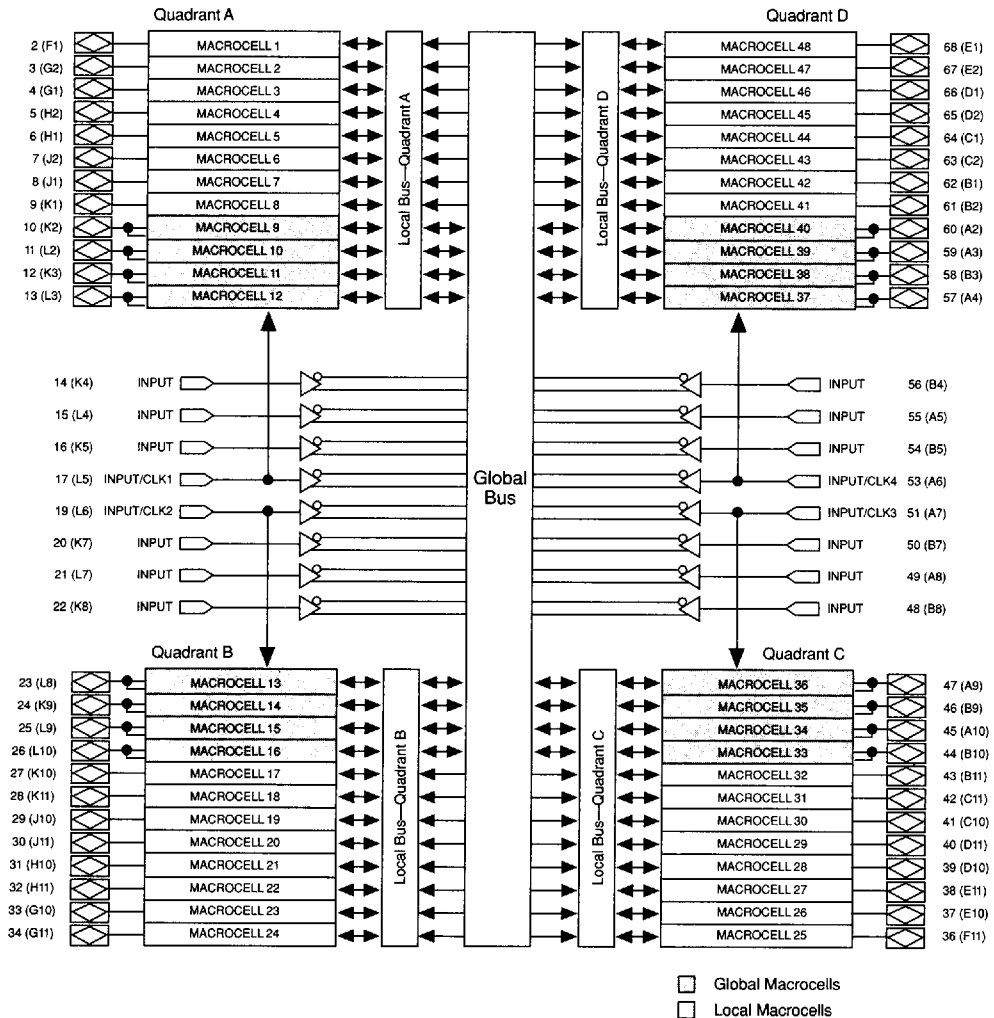 Quadrant A
Quadrant D
2 (F1) MACROCELL 1 MACROCELL 48 68 (E1)
3 (G2) MACROCELL 2 MACROCELL 47 67 (E2)
4 (G1) MACROCELL 3 MACROCELL 46 66 (D1)
5 (H2) MACROCELL 4 MACROCELL 45 65 (D2)
6 (H1) MACROCELL 5 MACROCELL 44 64 (C1)
7 (J2) MACROCELL 6 MACROCELL 43 63 (C2)
8 (J1) MACROCELL 7 MACROCELL 42 62 (B1)
9 (K1) MACROCELL 8 MACROCELL 41 61 (B2)
10 (K2) MACROCELL 9 MACROCELL 40 60 (A2)
11 (L2) MACROCELL 10 MACROCELL 39 59 (A3)
12 (K3) MACROCELL 11 MACROCELL 38 58 (B3)
13 (L3) MACROCELL 12 MACROCELL 37 57 (A4)
Local Bus—Quadrant A
Local Bus—Quadrant D
14 (K4) INPUT INPUT 56 (B4)
15 (L4) INPUT INPUT 55 (A5)
16 (K5) INPUT INPUT 54 (B5)
17 (L5) INPUT/CLK1 INPUT/CLK4 53 (A6)
Global
Bus
19 (L6) INPUT/CLK2 INPUT/CLK3 51 (A7)
20 (K7) INPUT INPUT 50 (B7)
21 (L7) INPUT INPUT 49 (A8)
22 (K8) INPUT INPUT 48 (B8)
Quadrant B
Quadrant C
23 (L8) MACROCELL 13 MACROCELL 36 47 (A9)
24 (K9) MACROCELL 14 MACROCELL 35 46 (B9)
25 (L9) MACROCELL 15 MACROCELL 34 45 (A10)
26 (L10) MACROCELL 16 MACROCELL 33 44 (B10)
27 (K10) MACROCELL 17 MACROCELL 32 43 (B11)
28 (K11) MACROCELL 18 MACROCELL 31 42 (C11)
29 (J10) MACROCELL 19 MACROCELL 30 41 (C10)
30 (J11) MACROCELL 20 MACROCELL 29 40 (D11)
31 (H10) MACROCELL 21 MACROCELL 28 39 (D10)
32 (H11) MACROCELL 22 MACROCELL 27 38 (E11)
33 (G10) MACROCELL 23 MACROCELL 26 37 (E10)
34 (G11) MACROCELL 24 MACROCELL 25 36 (F11)
Local Bus—Quadrant B
Local Bus—Quadrant C
Global Macrocells
Local Macrocells